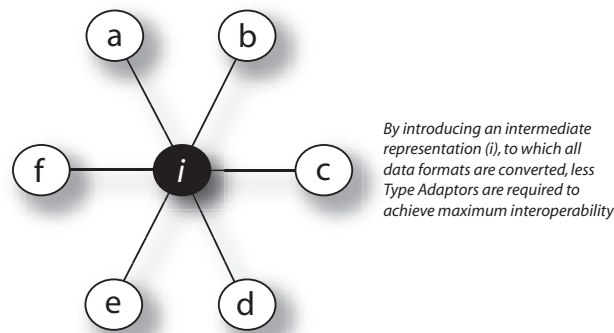 a
b
f
i
c
e
d
By introducing an intermediate
representation (i), to which all
data formats are converted, less
Type Adaptors are required to
achieve maximum interoperability